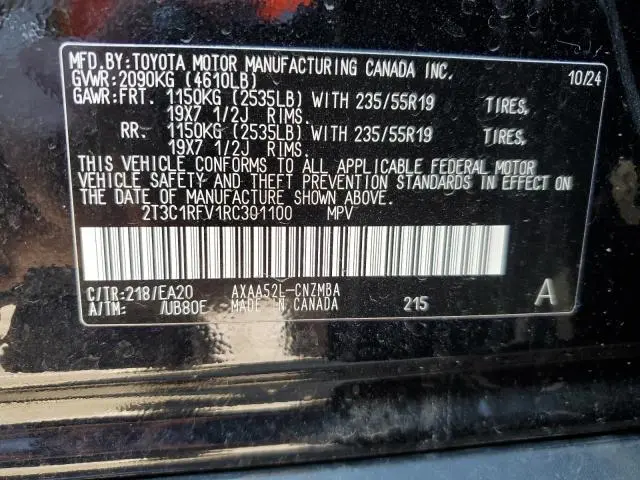 MFD.BY:TOYOTA MOTOR MANUFACTURING CANADA INC.
GVWR:2090KG (4610LB) 10/24
GAWR:FRT. 1150KG (2535LB) WITH 235/55R19 TIRES,
19X7 1/2J RIMS.
RR. 1150KG (2535LB) WITH 235/55R19 TIRES,
19X7 1/2J RIMS.
THIS VEHICLE CONFORMS TO ALL APPLICABLE FEDERAL MOTOR
VEHICLE SAFETY AND THEFT PREVENTION STANDARDS IN EFFECT ON
THE DATE OF MANUFACTURE SHOWN ABOVE.
2T3C1RFV1RC301100 MPV
C/TR:218/EA20 AXAA52L-CNZMBA A
A/TM: /UB80F MADE IN CANADA 215